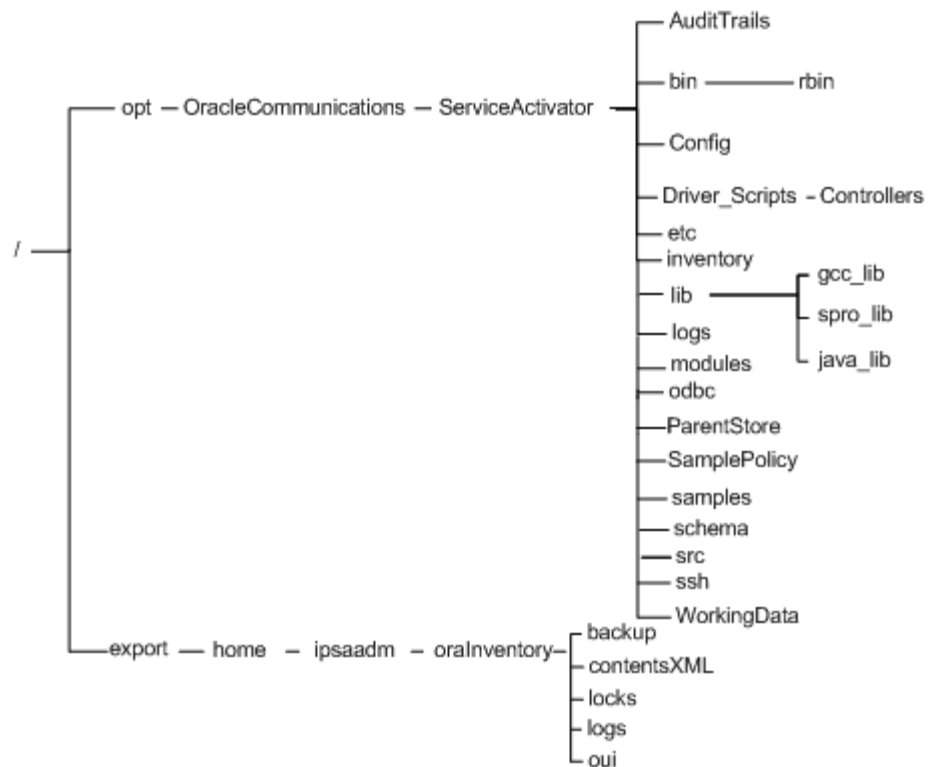 AuditTrails
bin rbin
opt OracleCommunications ServiceActivator
Config
Driver_Scripts Controllers
etc
/
inventory
gcc_lib
lib
spro_lib
logs
java_lib
modules
odbc
ParentStore
SamplePolicy
samples
schema
src
ssh
WorkingData
backup
export home ipsaadm oraInventory
contentsXML
locks
logs
oui